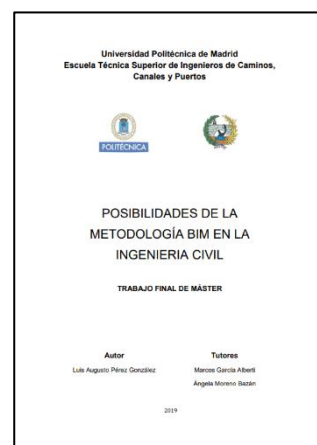 Universidad Politécnica de Madrid
Escuela Técnica Superior de Ingenieros de Caminos,
Canales y Puertos
POLITÉCNICA
POSIBILIDADES DE LA
METODOLOGÍA BIM EN LA
INGENIERIA CIVIL
TRABAJO FINAL DE MÁSTER
Autor
Luis Augusto Pérez González
Tutores
Marcos García Alberti
Ángela Moreno Bazán
2019